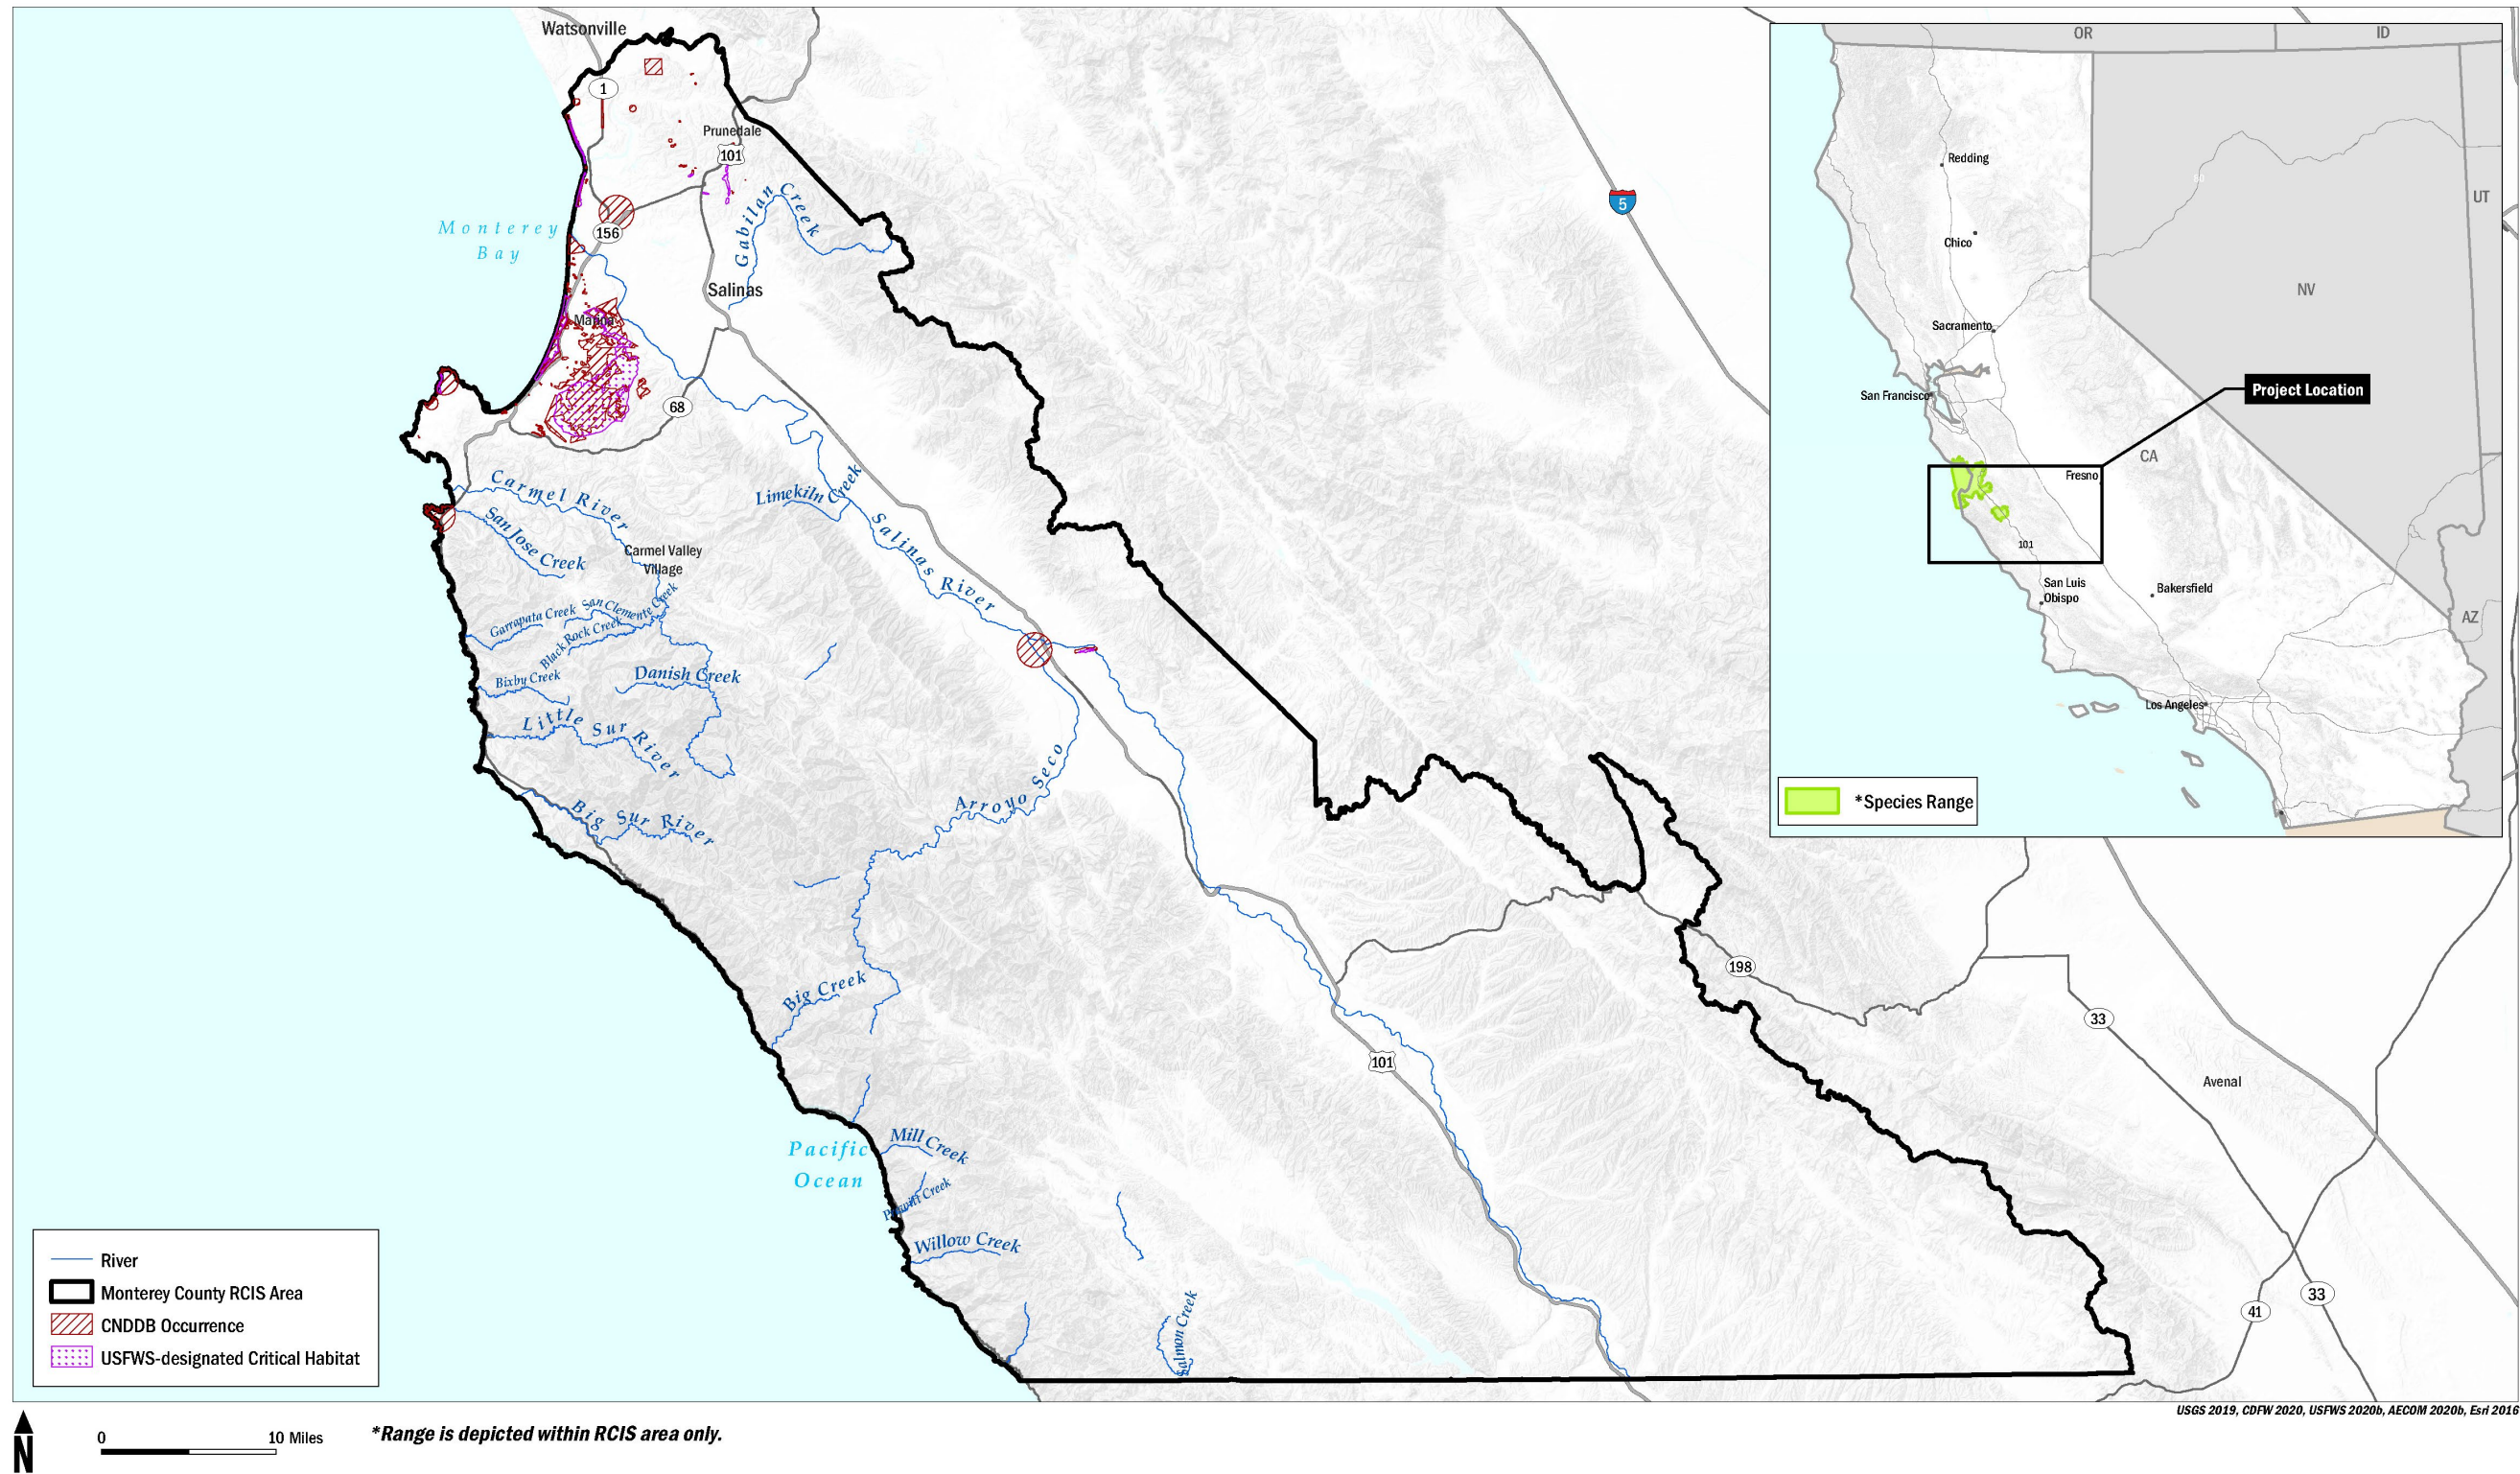 Watsonville
1
Prunedale
101
Gabilan Creek
Monterey
Bay
156
Salinas
Marina
68
Carmel River
San Jose Creek
Limekiln Creek
Salinas River
Carmel Valley
Village
Garrapata Creek
San Clemente Creek
Black Rock Creek
Bixby Creek
Danish Creek
Little Sur River
Big Sur River
Arroyo Seco
Big Creek
101
198
33
Avenal
Pacific
Ocean
Mill Creek
Willow Creek
Salmon Creek
41
33
5
OR
ID
Redding
UT
Chico
NV
Sacramento
San Francisco
Project Location
CA
Fresno
101
San Luis
Obispo
Bakersfield
AZ
Los Angeles
*Species Range
River
Monterey County RCIS Area
CNDDB Occurrence
USFWS-designated Critical Habitat
USGS 2019, CDFW 2020, USFWS 2020b, AECOM 2020b, Esri 2016
N
0
10 Miles
*Range is depicted within RCIS area only.